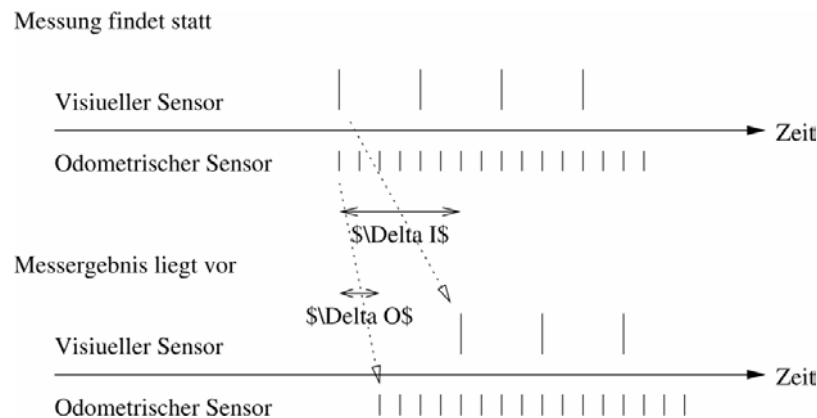 Messung findet statt
Visiueller Sensor
Zeit
Odometrischer Sensor
$\Delta I$
Messergebnis liegt vor
$\Delta O$
Visiueller Sensor
Zeit
Odometrischer Sensor